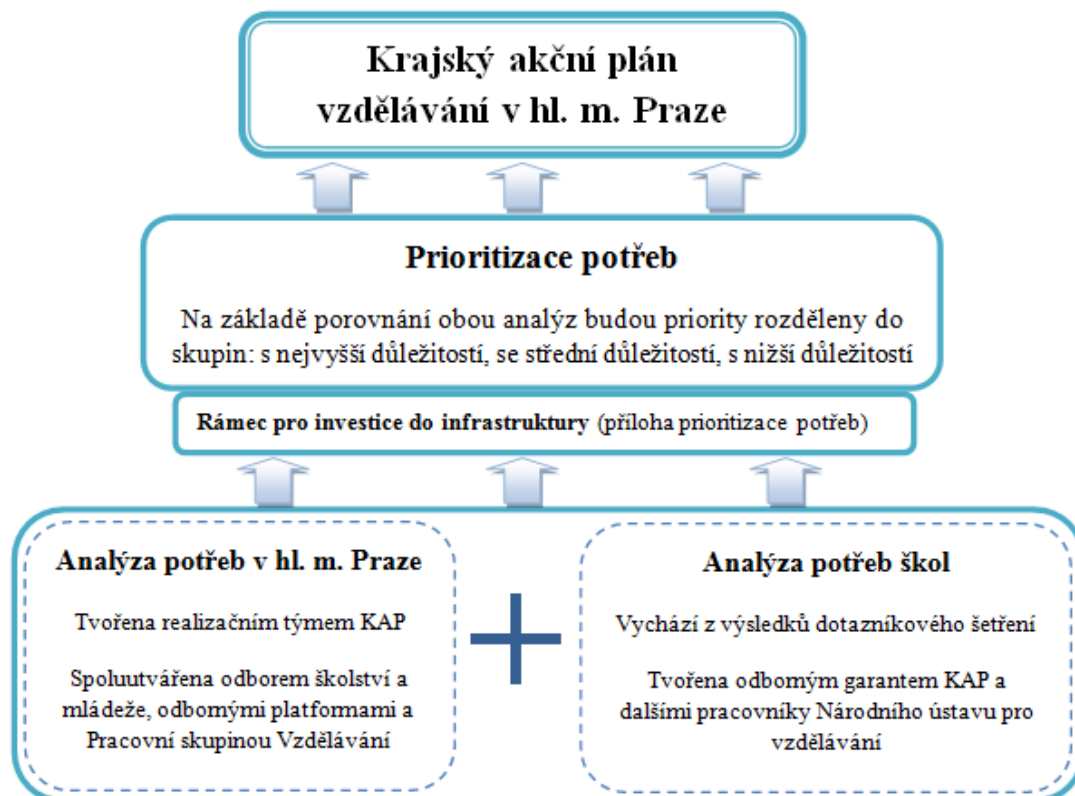 Krajský akční plán
vzdělávání v hl. m. Praze
Prioritizace potřeb
Na základě porovnání obou analýz budou priority rozděleny do
skupin: s nejvyšší důležitostí, se střední důležitostí, s nižší důležitostí
Rámec pro investice do infrastruktury (příloha prioritizace potřeb)
Analýza potřeb v hl. m. Praze
Tvořena realizačním týmem KAP
Spoluutvářena odborem školství a
mládeže, odbornými platformami a
Pracovní skupinou Vzdělávání
Analýza potřeb škol
Vychází z výsledků dotazníkového šetření
Tvořena odborným garantem KAP a
dalšími pracovníky Národního ústavu pro
vzdělávání